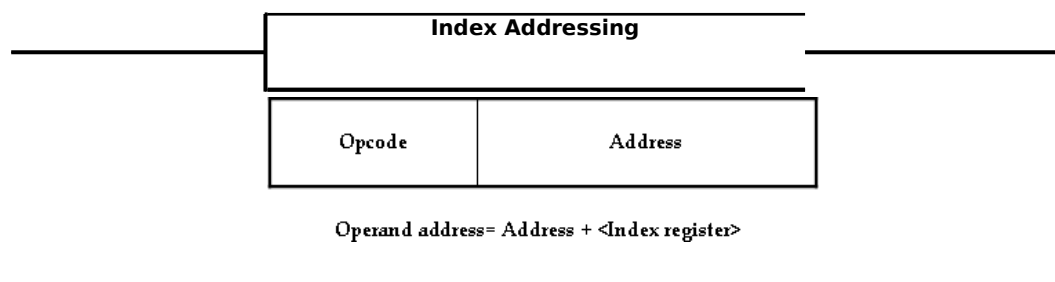 Index Addressing
Opcode Address
Operand address= Address + <Index register>